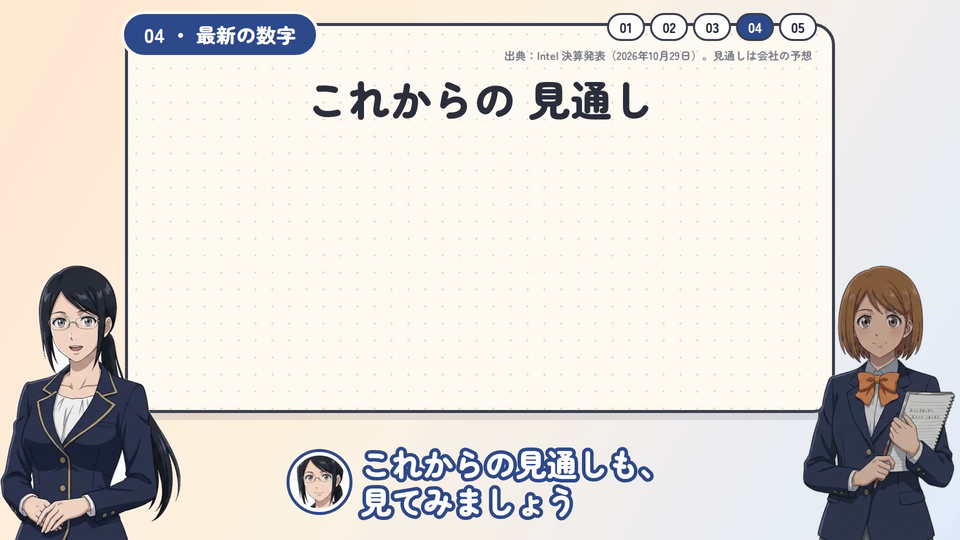 04 ・ 最新の数字
01 02 03 04 05
出典：Intel 決算発表（2026年10月29日）。見通しは会社の予想
これからの 見通し
これからの見通しも、
見てみましょう